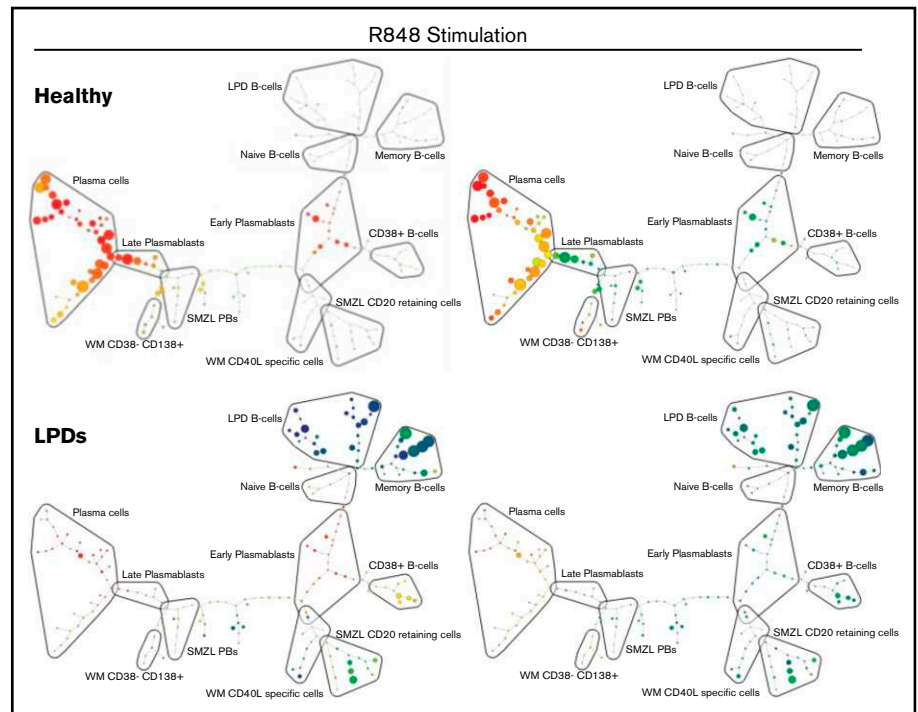 R848 Stimulation
Healthy
LPD B-cells
Naive B-cells
Memory B-cells
Plasma cells
Early Plasmablasts
Late Plasmablasts
CD38+ B-cells
SMZL CD20 retaining cells
SMZL PBs
WM CD38- CD138+
WM CD40L specific cells
LPD B-cells
Naive B-cells
Memory B-cells
Plasma cells
Early Plasmablasts
Late Plasmablasts
CD38+ B-cells
SMZL CD20 retaining cells
SMZL PBs
WM CD38- CD138+
WM CD40L specific cells
LPDs
LPD B-cells
Naive B-cells
Memory B-cells
Plasma cells
Early Plasmablasts
Late Plasmablasts
CD38+ B-cells
SMZL CD20 retaining cells
SMZL PBs
WM CD38- CD138+
WM CD40L specific cells
LPD B-cells
Naive B-cells
Memory B-cells
Plasma cells
Early Plasmablasts
Late Plasmablasts
CD38+ B-cells
SMZL CD20 retaining cells
SMZL PBs
WM CD38- CD138+
WM CD40L specific cells